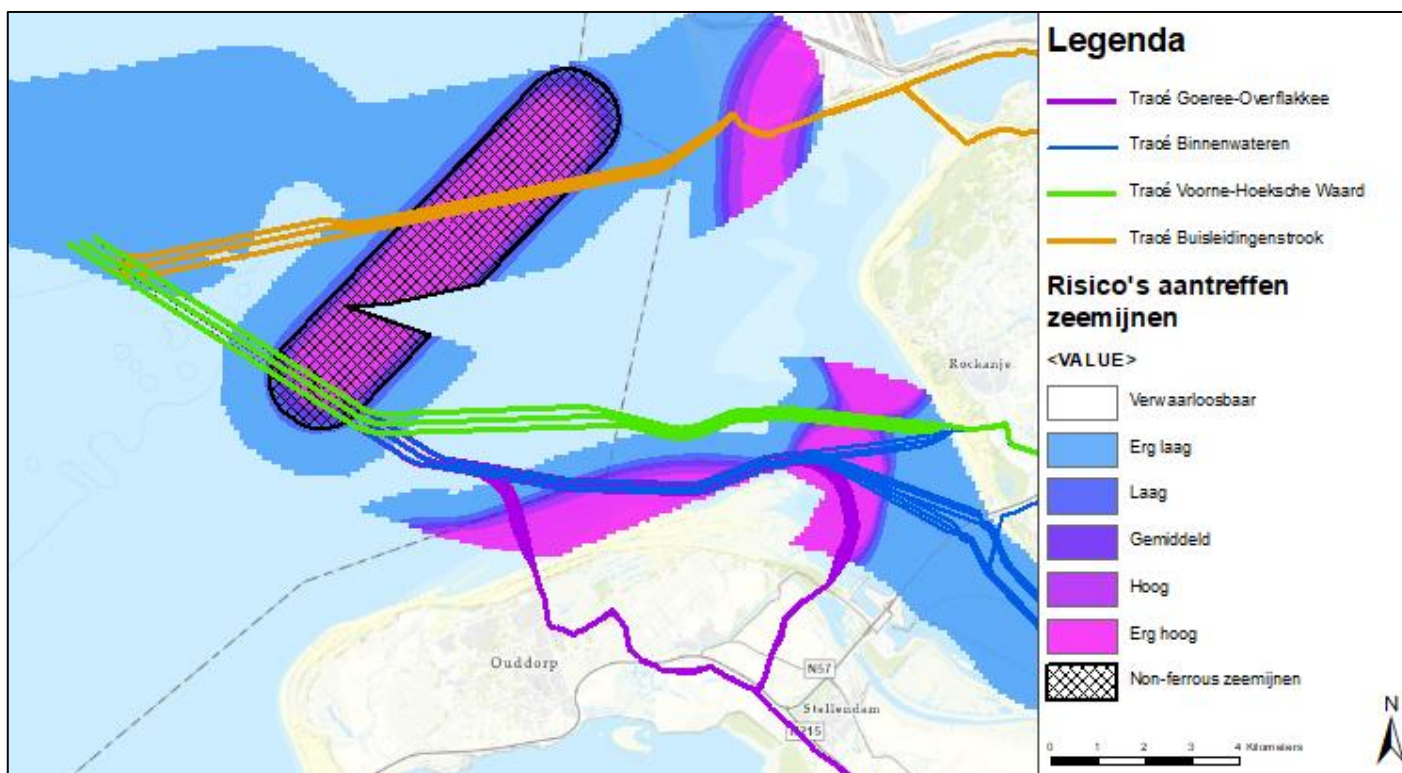 Legenda
Tracé Goeree-Overflakkee
Tracé Binnenwateren
Tracé Voorne-Hoeksche Waard
Tracé Buisleidingenstrook
Risico's aantreffen
zeemijnen
<VALUE>
Verwaarloosbaar
Erg laag
Laag
Gemiddeld
Hoog
Erg hoog
Non-ferrous zeemijnen
N
0 1 2 3 4 Kilometers
Rockanje
Ouddorp
N57
Stellendam
N215